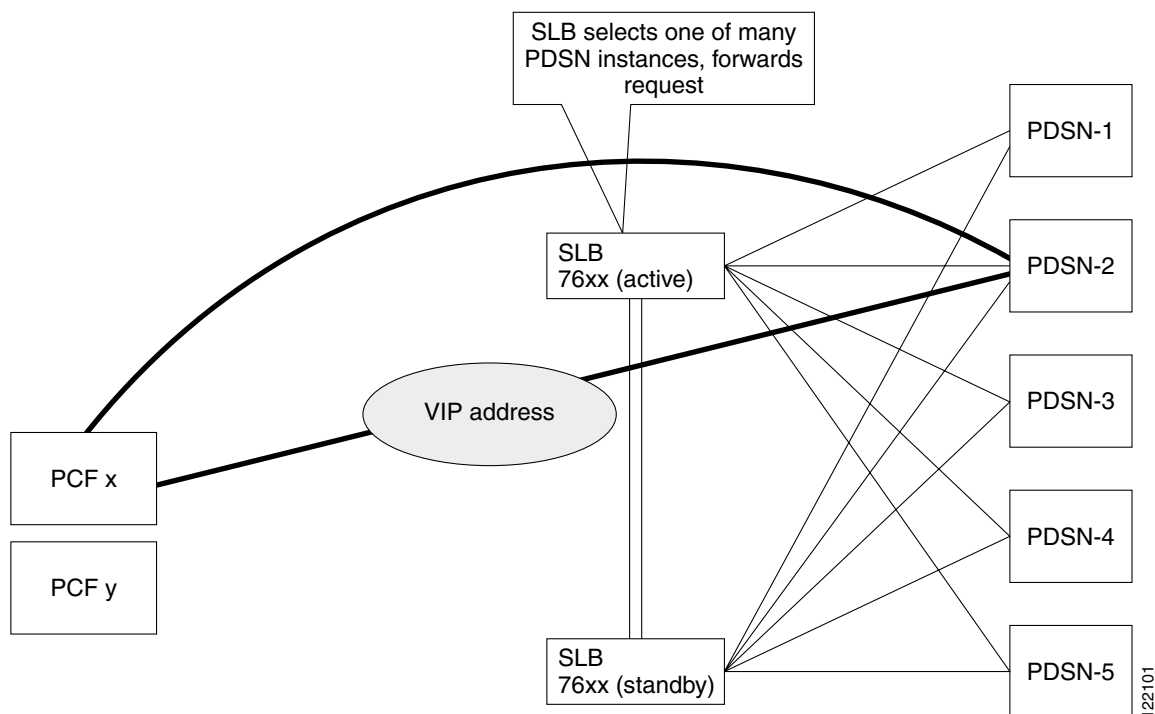 SLB selects one of many
PDSN instances, forwards
request
PDSN-1
SLB
76xx (active)
PDSN-2
VIP address
PDSN-3
PCF x
PDSN-4
PCF y
SLB
76xx (standby)
PDSN-5
122101